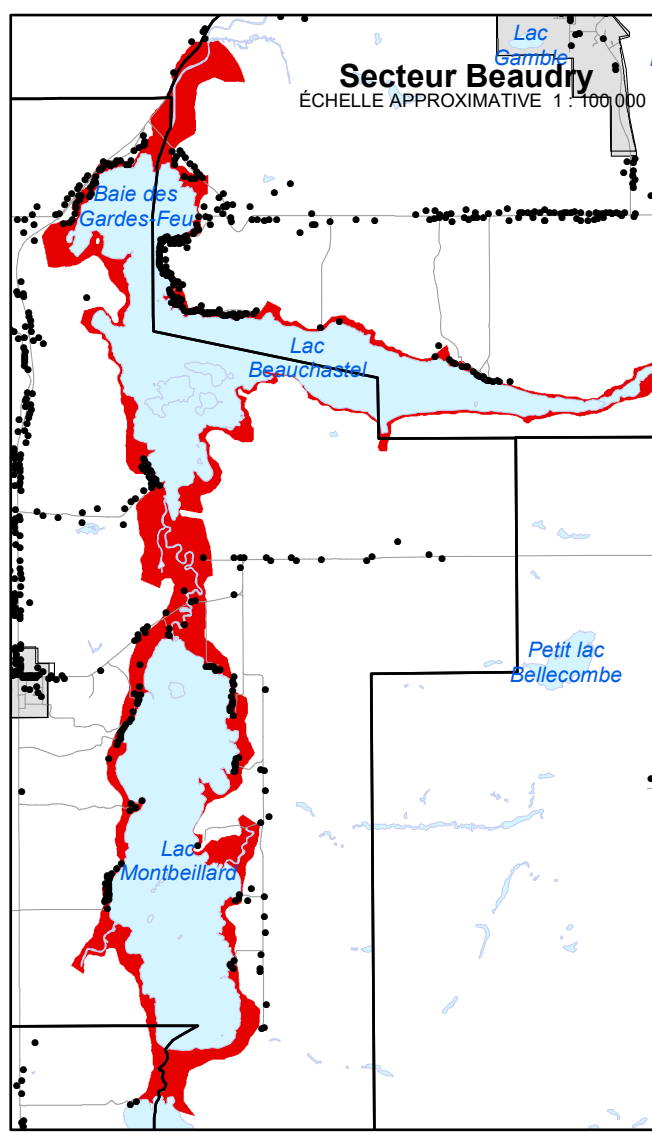 Lac
Gamble
Secteur Beaudry
ÉCHELLE APPROXIMATIVE 1 : 100 000
Baie des
Gardes-Feu
Lac
Beauchastel
Petit lac
Bellecombe
Lac
Montbeillard